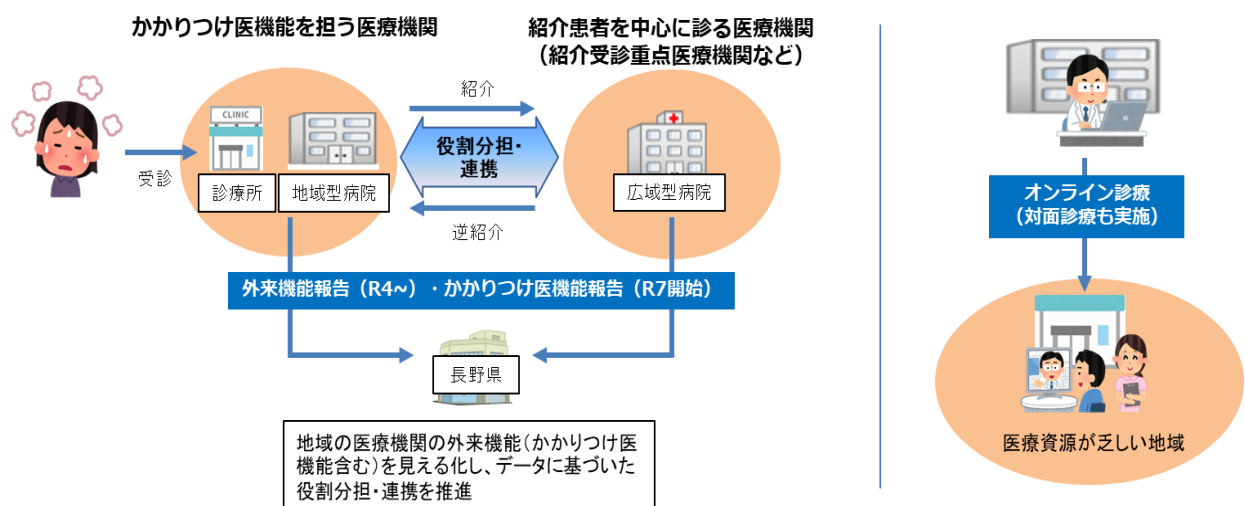 かかりつけ医機能を担う医療機関
紹介患者を中心に診る医療機関
（紹介受診重点医療機関など）
受診
CLINIC
診療所
地域型病院
紹介
役割分担・
連携
逆紹介
広域型病院
外来機能報告（R4~）・かかりつけ医機能報告（R7開始）
長野県
地域の医療機関の外来機能（かかりつけ医
機能含む）を見える化し、データに基づいた
役割分担・連携を推進
オンライン診療
（対面診療も実施）
医療資源が乏しい地域